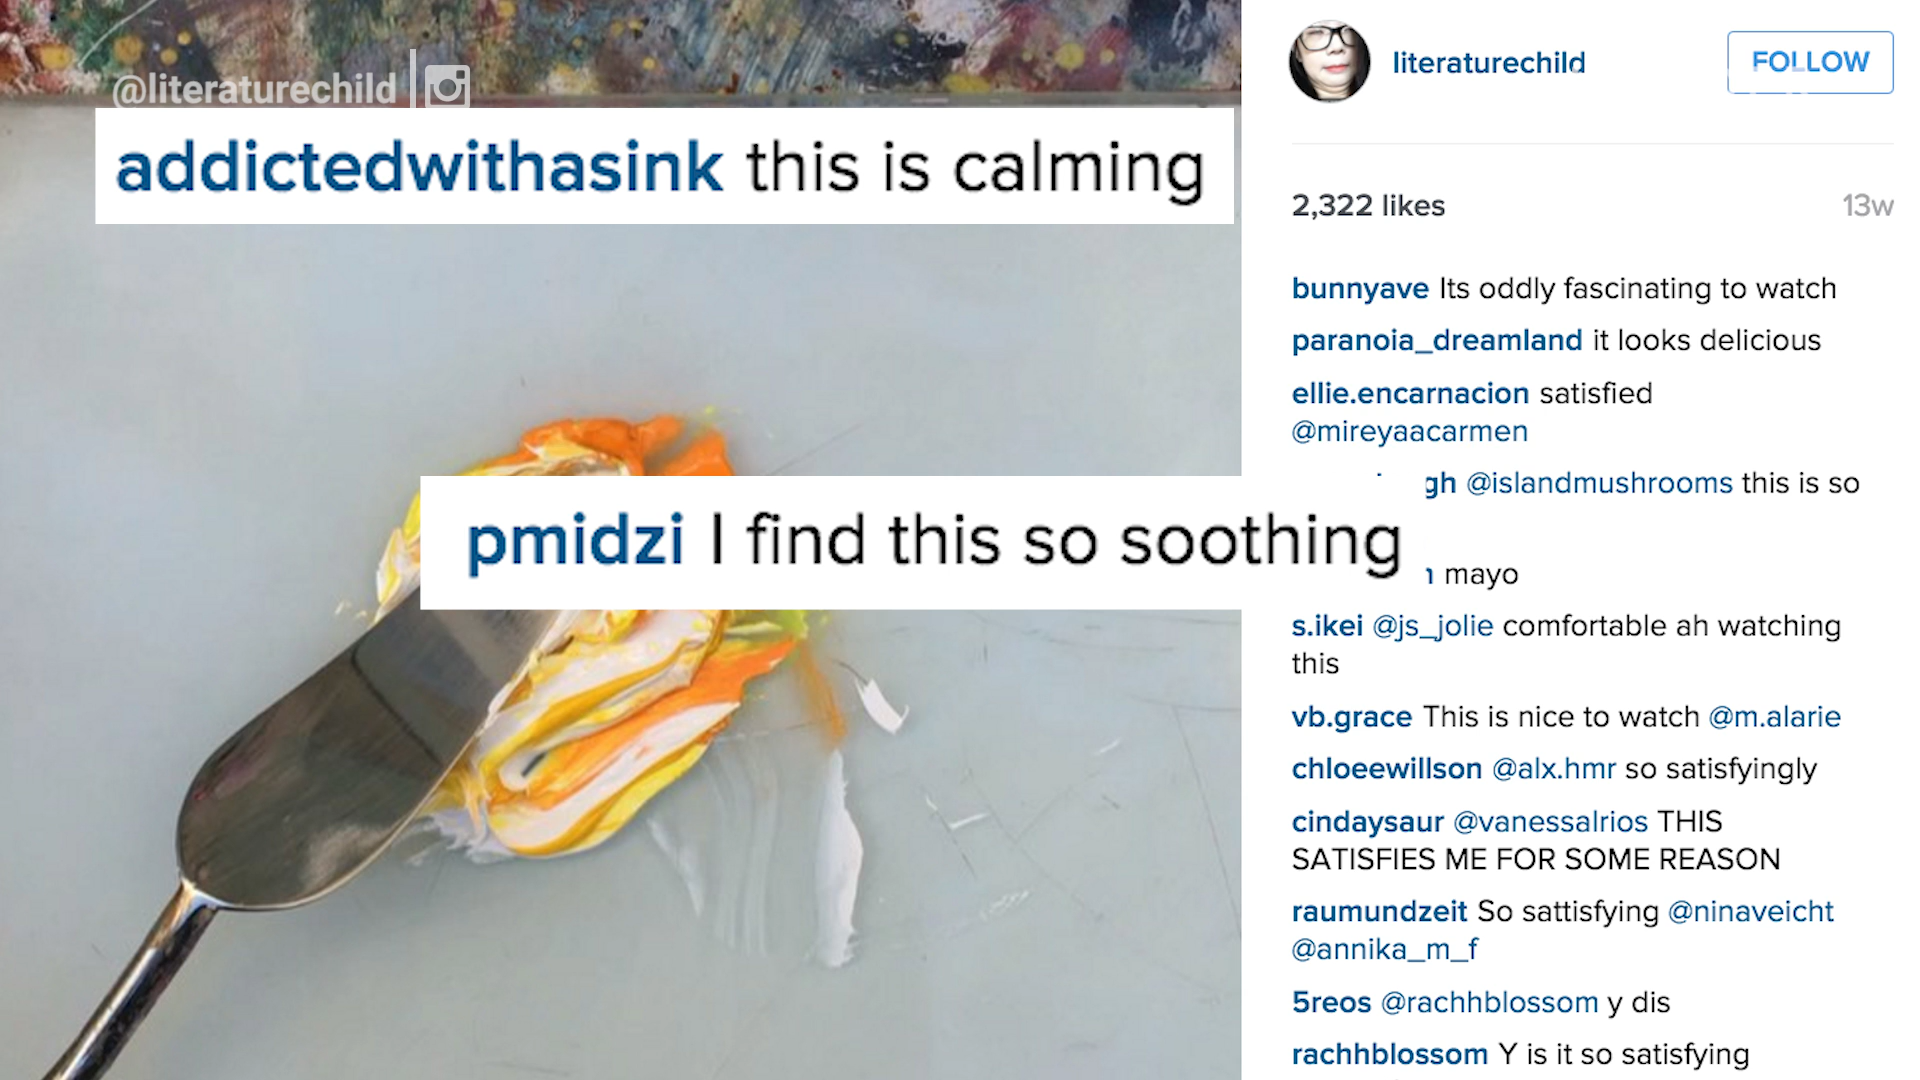 @literaturechild
addictedwithasink this is calming
pmidzi I find this so soothing
literaturechild
FOLLOW
2,322 likes
13w
bunnyave Its oddly fascinating to watch
paranoia_dreamland it looks delicious
ellie.encarnacion satisfied
@mireyaacarmen
@islandmushrooms this is so
mayo
s.ikei @js_jolie comfortable ah watching
this
vb.grace This is nice to watch @m.alarie
chloeewillson @alx.hmr so satisfyingly
cindaysaur @vanessalrios THIS
SATISFIES ME FOR SOME REASON
raumundzeit So sattisfying @ninaveicht
@annika_m_f
5reos @rachhblossom y dis
rachhblossom Y is it so satisfying